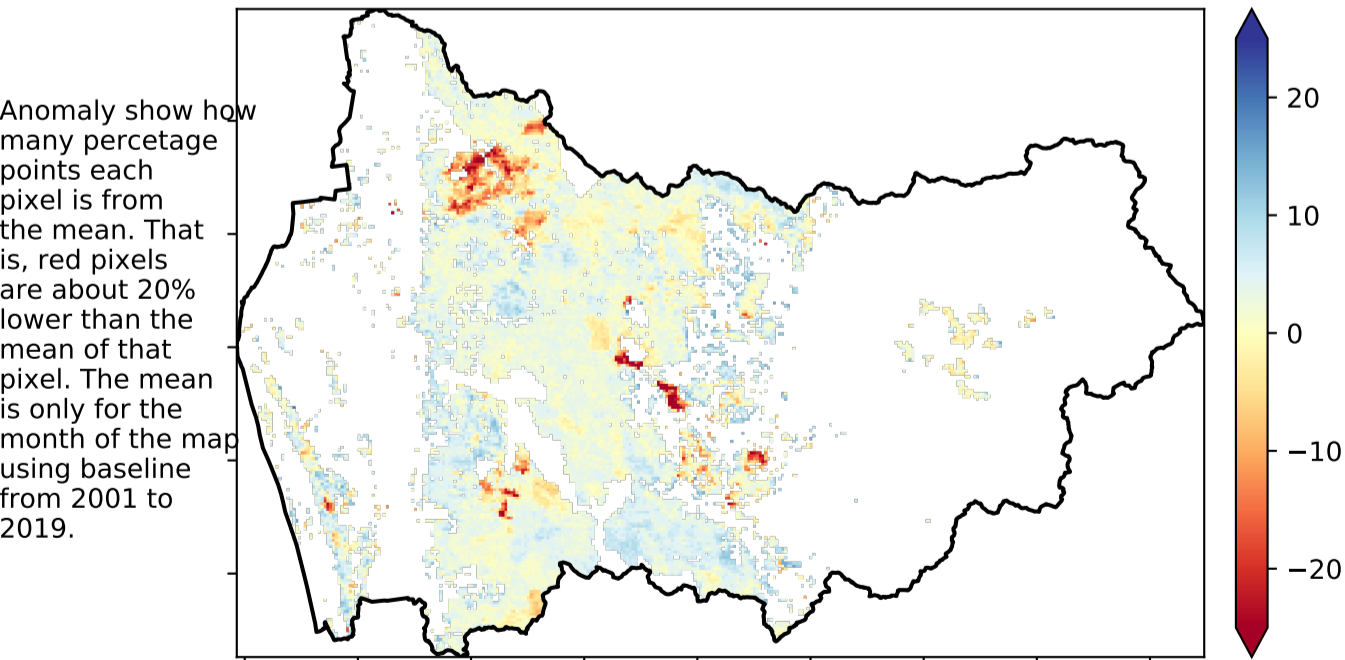 Anomaly show how
many percetage
points each
pixel is from
the mean. That
is, red pixels
are about 20%
lower than the
mean of that
pixel. The mean
is only for the
month of the map
using baseline
from 2001 to
2019.
20
10
0
−10
−20